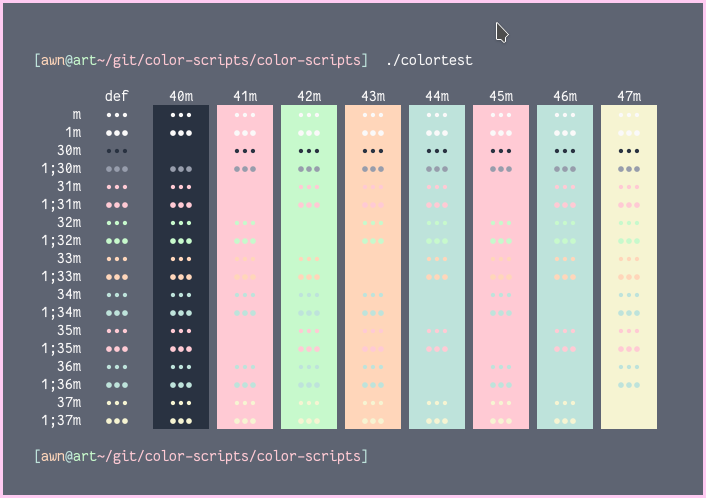 [awn@art~/git/color-scripts/color-scripts] ./colortest
def 40m 41m 42m 43m 44m 45m 46m 47m
m ••• ••• ••• ••• ••• ••• ••• ••• •••
1m ••• ••• ••• ••• ••• ••• ••• ••• •••
30m ••• ••• ••• ••• ••• ••• ••• •••
1;30m ••• ••• ••• ••• ••• ••• ••• ••• •••
31m ••• ••• ••• ••• ••• ••• •••
1;31m ••• ••• ••• ••• ••• ••• •••
32m ••• ••• ••• ••• ••• ••• ••• •••
1;32m ••• ••• ••• ••• ••• ••• ••• •••
33m ••• ••• ••• ••• ••• ••• ••• •••
1;33m ••• ••• ••• ••• ••• ••• ••• •••
34m ••• ••• ••• ••• ••• ••• •••
1;34m ••• ••• ••• ••• ••• ••• •••
35m ••• ••• ••• ••• ••• ••• •••
1;35m ••• ••• ••• ••• ••• ••• •••
36m ••• ••• ••• ••• ••• ••• •••
1;36m ••• ••• ••• ••• ••• ••• •••
37m ••• ••• ••• ••• ••• ••• ••• •••
1;37m ••• ••• ••• ••• ••• ••• ••• •••
[awn@art~/git/color-scripts/color-scripts]